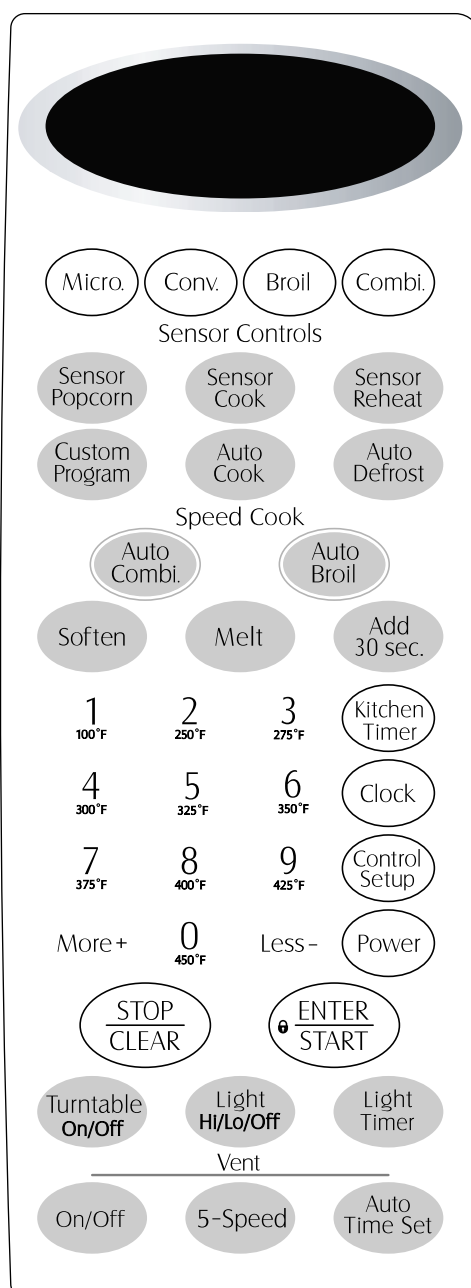 Micro. Conv. Broil Combi.
Sensor Controls
Sensor Popcorn Sensor Cook Sensor Reheat
Custom Program Auto Cook Auto Defrost
Speed Cook
Auto Combi. Auto Broil
Soften Melt Add 30 sec.
1 2 3 Kitchen Timer
100°F 250°F 275°F
4 5 6 Clock
300°F 325°F 350°F
7 8 9 Control Setup
375°F 400°F 425°F
More+ 0 Less- Power
450°F
STOP CLEAR ENTER START
Turntable On/Off Light Hi/Lo/Off Light Timer
Vent
On/Off 5-Speed Auto Time Set